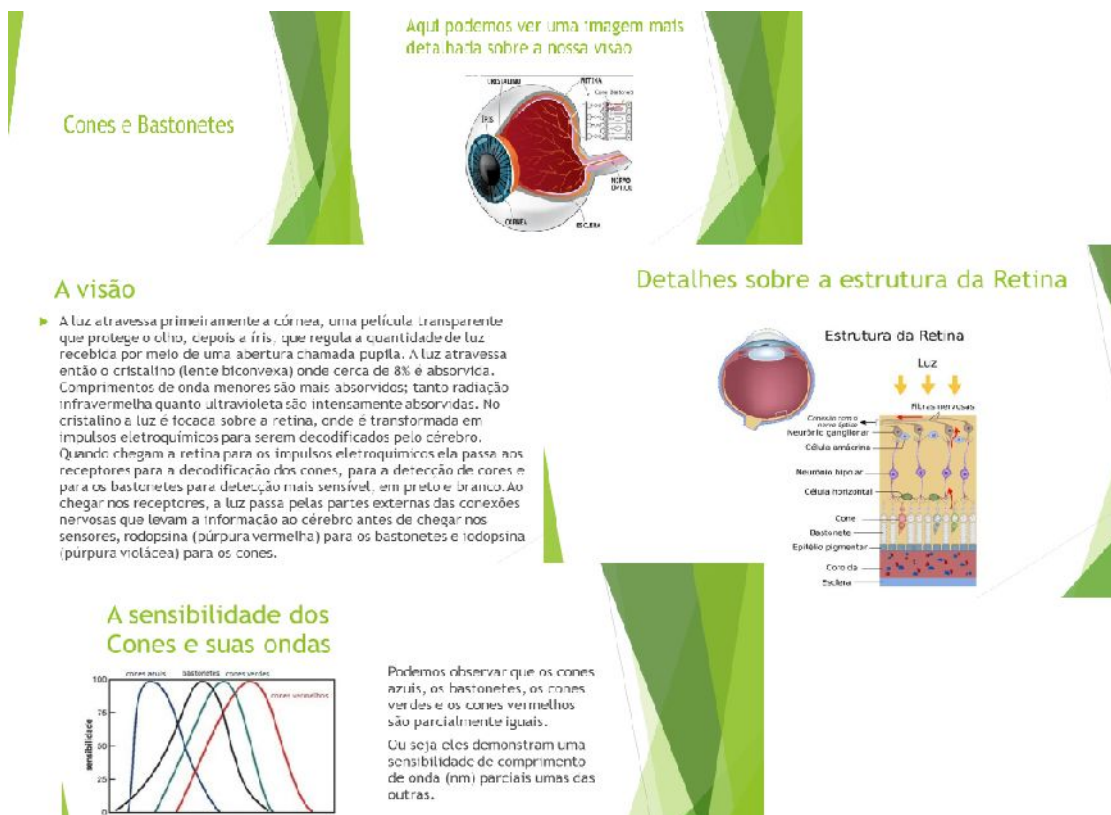 Cones e Bastonetes
Aqui podemos ver uma imagem mais
detalhada sobre a nossa visão
CRISTALINO
RETINA
ÍRIS
NERVO
ÓPTICO
CÓRNEA
ESCLERA
A visão
A luz atravessa primeiramente a córnea, uma película transparente
que protege o olho, depois a íris, que regula a quantidade de luz
recebida por meio de uma abertura chamada pupila. A luz atravessa
então o cristalino (lente biconvexa) onde cerca de 8% é absorvida.
Comprimentos de onda menores são mais absorvidos; tanto radiação
infravermelha quanto ultravioleta são intensamente absorvidas. No
cristalino a luz é focada sobre a retina, onde é transformada em
impulsos eletroquímicos para serem decodificados pelo cérebro.
Quando chegam a retina para os impulsos eletroquímicos ela passa aos
receptores para a decodificação dos cones, para a detecção de cores e
para os bastonetes para detecção mais sensível, em preto e branco. Ao
chegar nos receptores, a luz passa pelas partes externas das conexões
nervosas que levam a informação ao cérebro antes de chegar nos
sensores, rodopsina (púrpura vermelha) para os bastonetes e iodopsina
(púrpura violácea) para os cones.
Detalhes sobre a estrutura da Retina
Estrutura da Retina
Luz
Fibras nervosas
Conexão com o
nervo óptico
Neurônio ganglionar
Célula amácrina
Neurônio bipolar
Célula horizontal
Cone
Bastonete
Epitélio pigmentar
Coroida
Esclera
A sensibilidade dos
Cones e suas ondas
cones azuis bastonetes cones verdes
cones vermelhos
100
75
50
25
0
sensibilidade
Podemos observar que os cones
azuis, os bastonetes, os cones
verdes e os cones vermelhos
são parcialmente iguais.
Ou seja eles demonstram uma
sensibilidade de comprimento
de onda (nm) parciais umas das
outras.